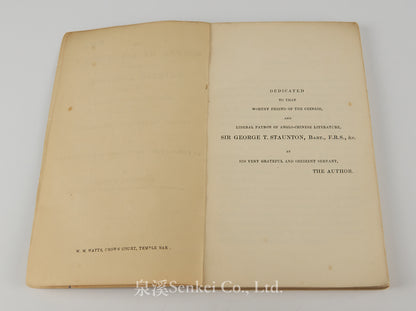 W. M. WATTS, CROWN COURT, TEMPLE BAR.
DEDICATED
TO THAT
WORTHY FRIEND OF THE CHINESE,
AND
LIBERAL PATRON OF ANGLO-CHINESE LITERATURE,
SIR GEORGE T. STAUNTON, BART., F.R.S., &c.
BY
HIS VERY GRATEFUL AND OBEDIENT SERVANT,
THE AUTHOR.
泉溪Senkei Co., Ltd.